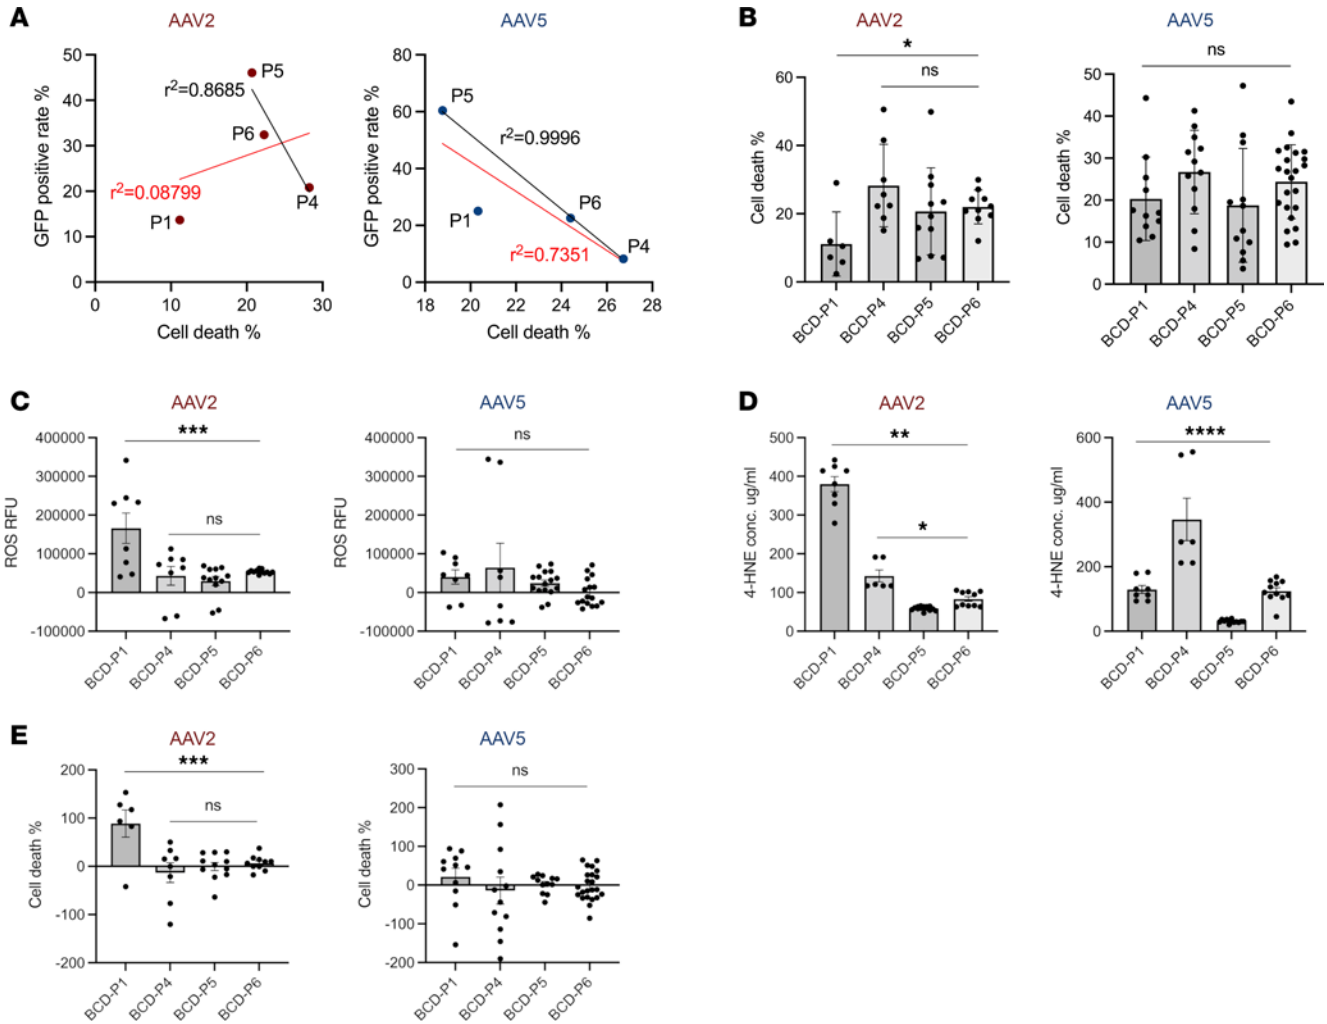 A
AAV2
AAV5
GFP positive rate %
50
40
30
20
10
0
r²=0.8685
P5
P6
r²=0.08799
P1
P4
0
10
20
30
Cell death %
GFP positive rate %
80
60
40
20
0
P5
r²=0.9996
P1
P6
r²=0.7351
P4
18
20
22
24
26
28
Cell death %
B
AAV2
AAV5
*
ns
Cell death %
60
40
20
0
BCD-P1
BCD-P4
BCD-P5
BCD-P6
ns
Cell death %
50
40
30
20
10
0
BCD-P1
BCD-P4
BCD-P5
BCD-P6
C
AAV2
AAV5
***
ns
ROS RFU
400000
300000
200000
100000
0
-100000
BCD-P1
BCD-P4
BCD-P5
BCD-P6
ns
ROS RFU
400000
300000
200000
100000
0
-100000
BCD-P1
BCD-P4
BCD-P5
BCD-P6
D
AAV2
AAV5
**
*
4-HNE conc. ug/ml
500
400
300
200
100
0
BCD-P1
BCD-P4
BCD-P5
BCD-P6
****
4-HNE conc. ug/ml
600
400
200
0
BCD-P1
BCD-P4
BCD-P5
BCD-P6
E
AAV2
AAV5
***
ns
Cell death %
200
100
0
-100
-200
BCD-P1
BCD-P4
BCD-P5
BCD-P6
ns
Cell death %
300
200
100
0
-100
-200
BCD-P1
BCD-P4
BCD-P5
BCD-P6